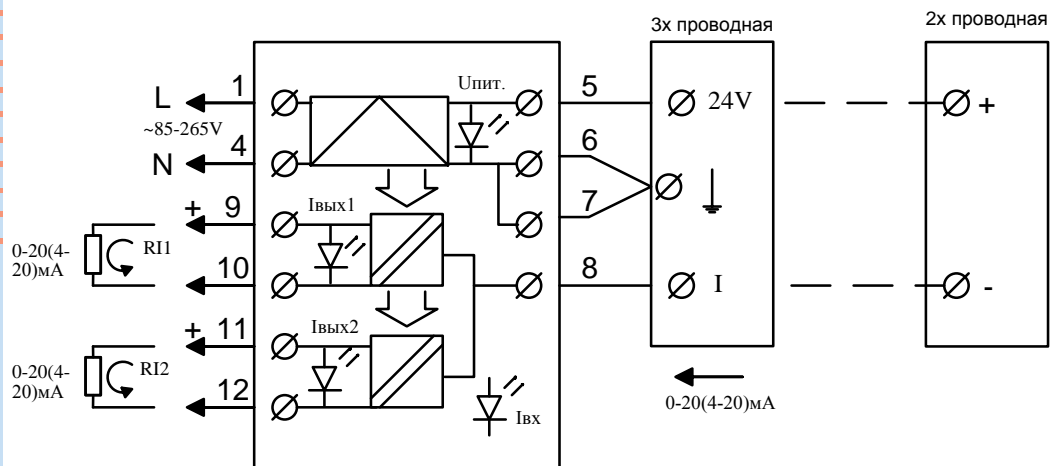 3х проводная
2х проводная
L
1
Uпит.
5
24V
+
~85-265V
6
N
4
7
+
9
Iвых1
0-20(4-
20)мА
RI1
10
8
I
-
+
11
Iвых2
0-20(4-
20)мА
RI2
12
Iвх
0-20(4-20)мА